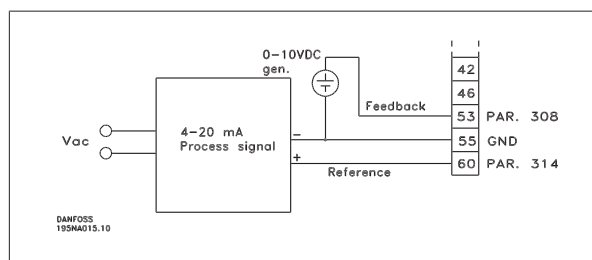 0-10VDC
gen.
42
46
Feedback
53 PAR. 308
4-20 mA
Process signal
Vac
-
55 GND
+
60 PAR. 314
Reference
DANFOSS
195NA015.10